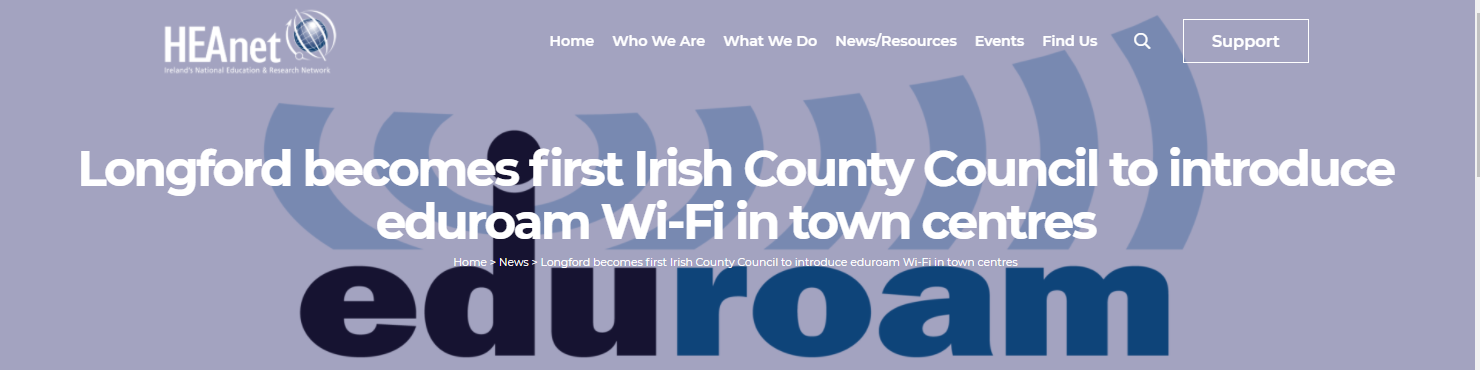 HEAnet
Ireland's National Education & Research Network
Home Who We Are What We Do News/Resources Events Find Us Support
Longford becomes first Irish County Council to introduce
eduroam Wi-Fi in town centres
Home > News > Longford becomes first Irish County Council to introduce eduroam Wi-Fi in town centres
eduroam